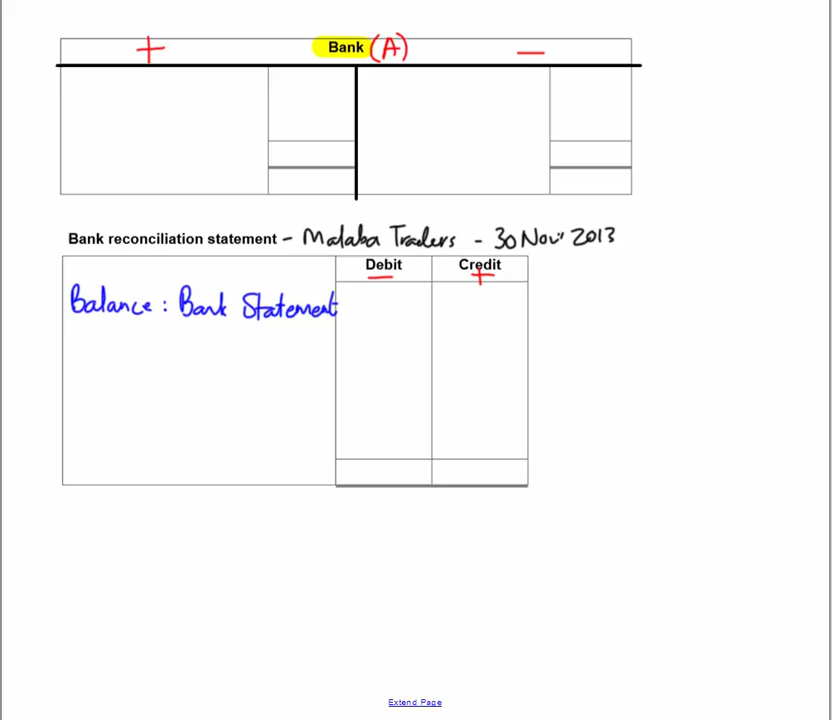 + Bank (A) −
Bank reconciliation statement - Malaba Traders - 30 Nov" 2013
Debit Credit
− +
Balance : Bank Statement
Extend Page